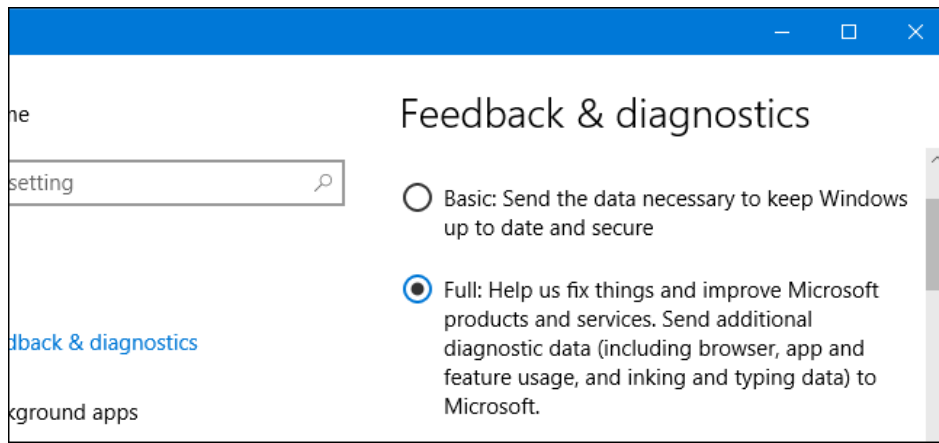 Feedback & diagnostics
setting
Basic: Send the data necessary to keep Windows
up to date and secure
Full: Help us fix things and improve Microsoft
products and services. Send additional
diagnostic data (including browser, app and
feature usage, and inking and typing data) to
Microsoft.
dback & diagnostics
kground apps